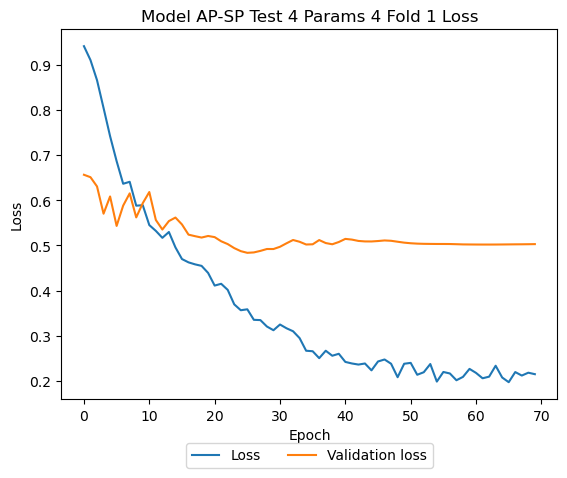 Model AP-SP Test 4 Params 4 Fold 1 Loss
0.9
0.8
0.7
0.6
0.5
0.4
0.3
0.2
Loss
0 10 20 30 40 50 60 70
Epoch
Loss Validation loss